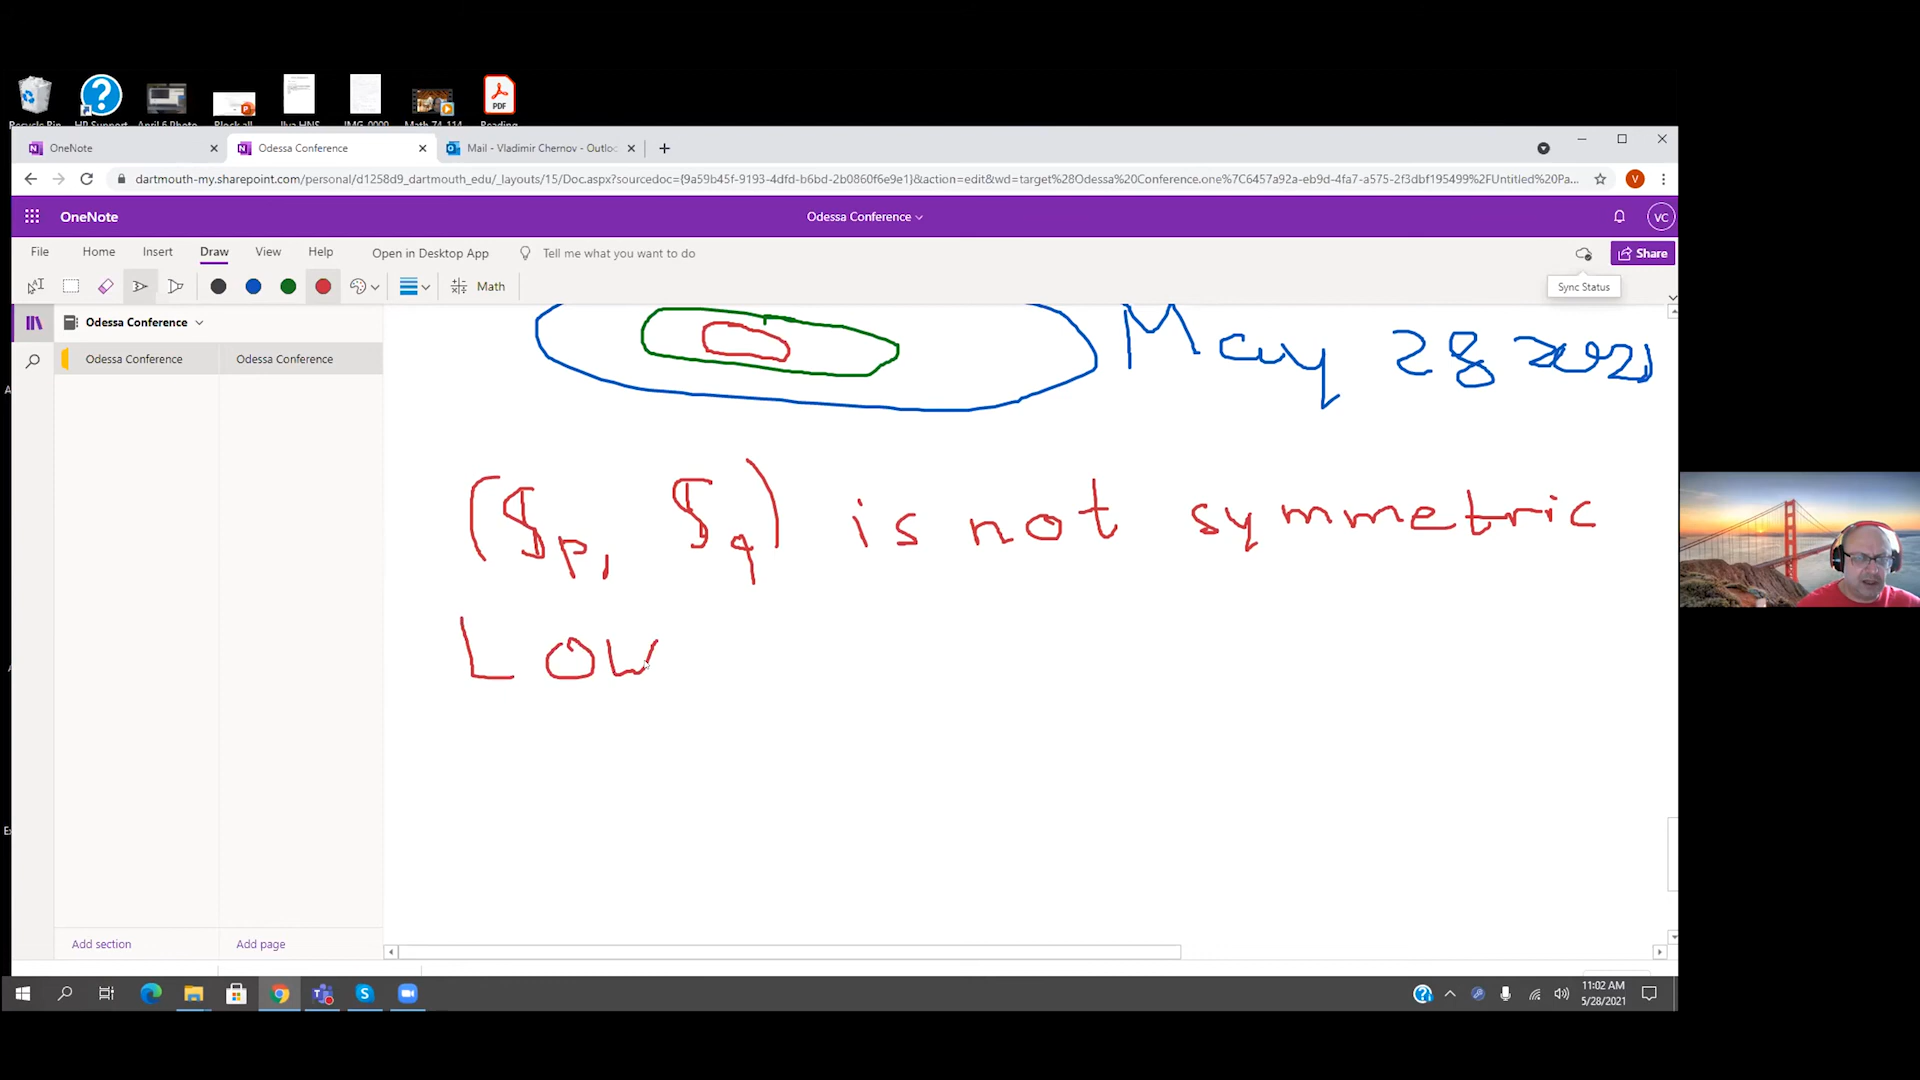 OneNote
Odessa Conference
Mail - Vladimir Chernov - Outlo
dartmouth-my.sharepoint.com/personal/d1258d9_dartmouth_edu/_layouts/15/Doc.aspx?sourcedoc={9a59b45f-9193-4dfd-b6bd-2b0860f6e9e1}&action=edit&wd=target%28Odessa%20Conference.one%7C6457a92a-eb9d-4fa7-a575-2f3dbf195499%2FUntitled%20Pa...
V
OneNote
Odessa Conference
VC
File Home Insert Draw View Help Open in Desktop App Tell me what you want to do
Share
Math
Sync Status
Odessa Conference
Odessa Conference Odessa Conference
May 28 2021
is not symmetric
Low
Add section Add page
11:02 AM
5/28/2021
PDF